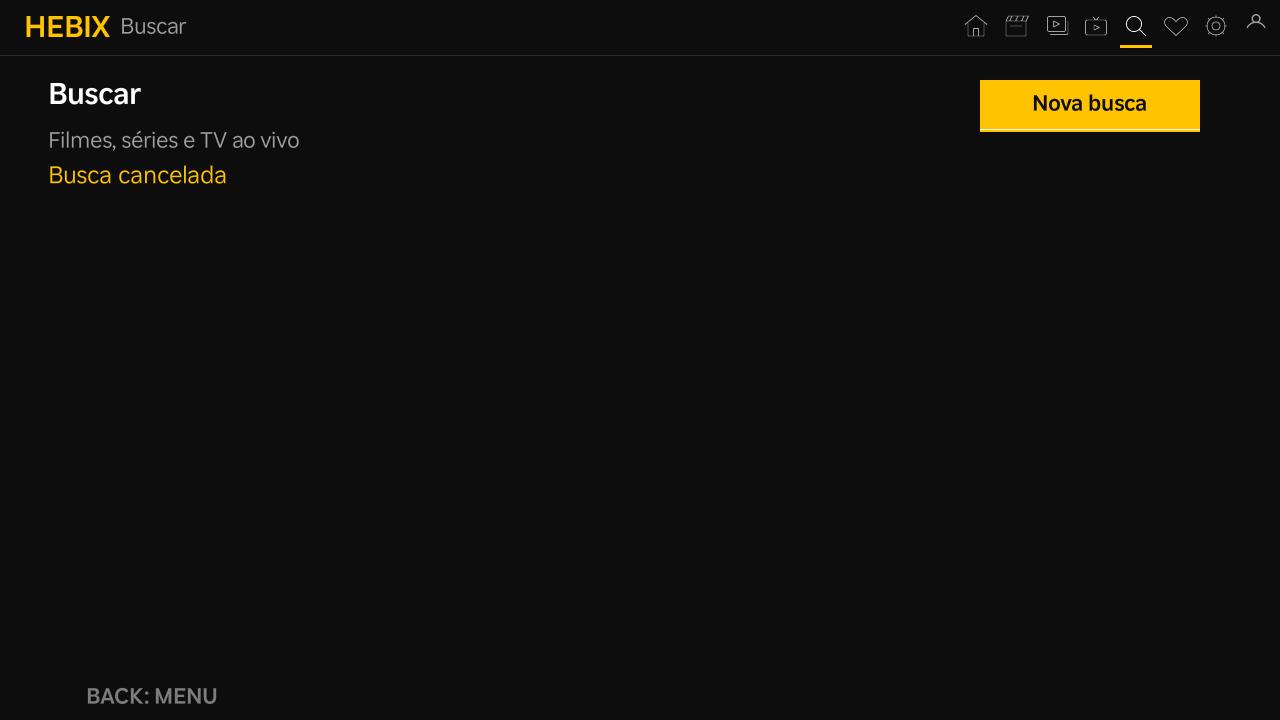 HEBIX Buscar
Buscar
Nova busca
Filmes, séries e TV ao vivo
Busca cancelada
BACK: MENU